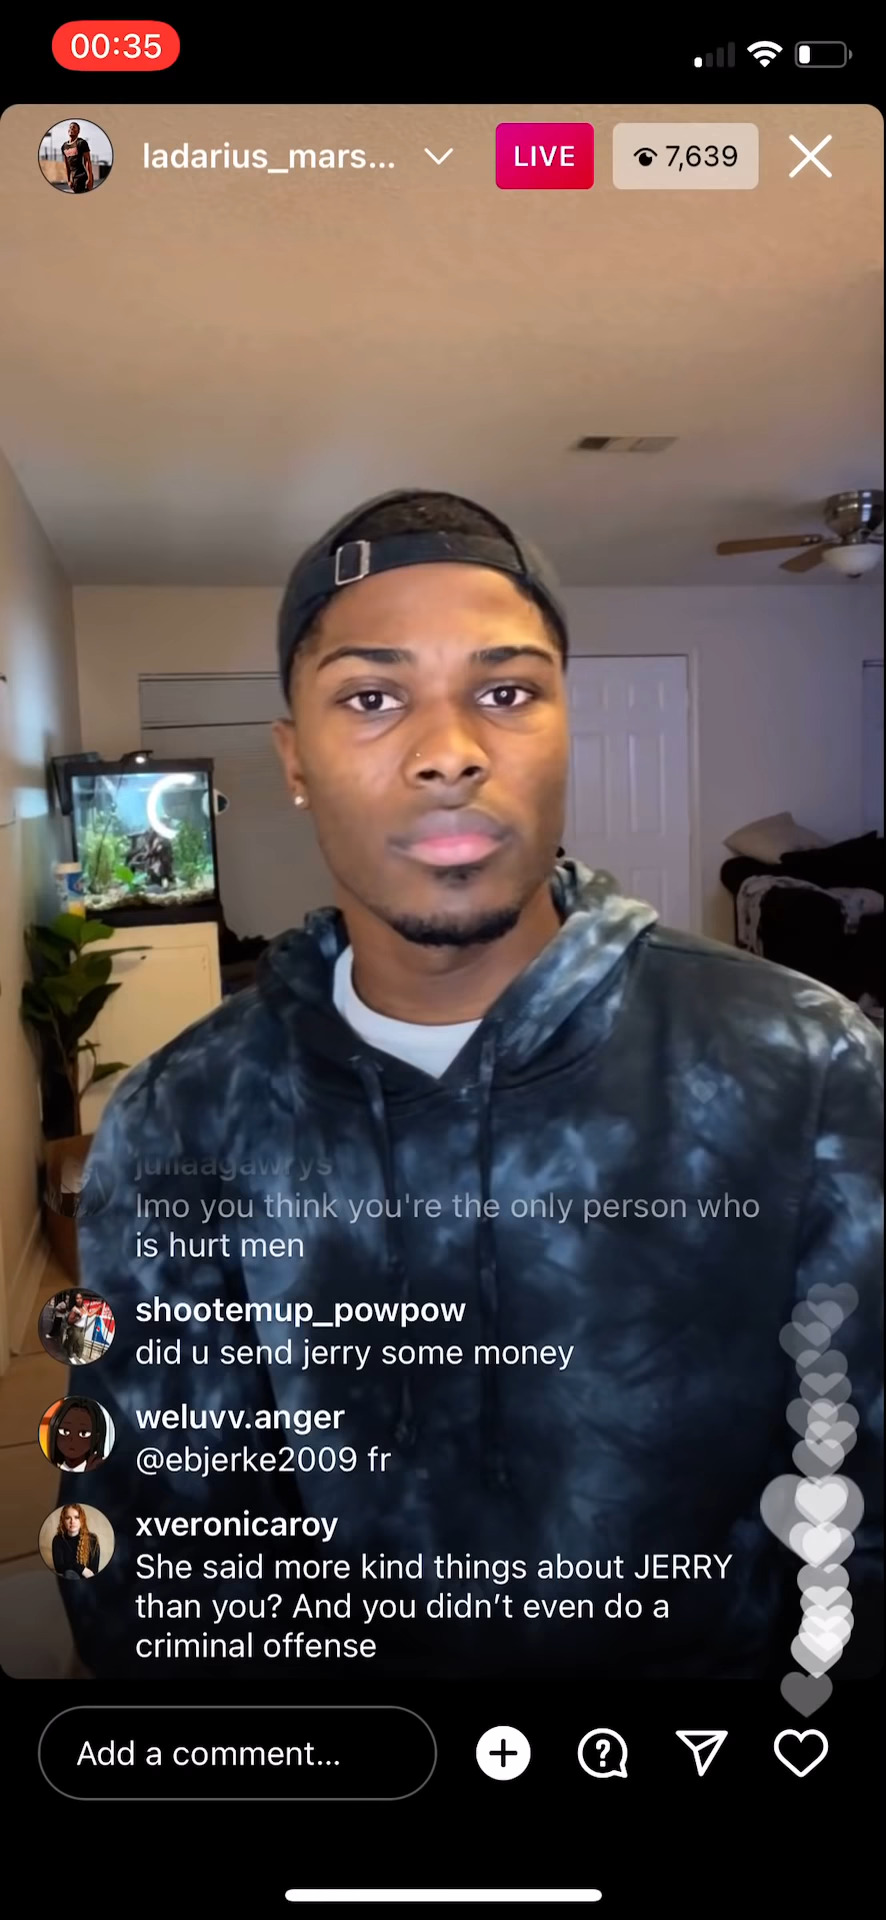 00:35
ladarius_mars...
LIVE
7,639
juliaagawrys
Imo you think you're the only person who
is hurt men
shootemup_powpow
did u send jerry some money
weluvv.anger
@ebjerke2009 fr
xveronicaroy
She said more kind things about JERRY
than you? And you didn’t even do a
criminal offense
Add a comment...